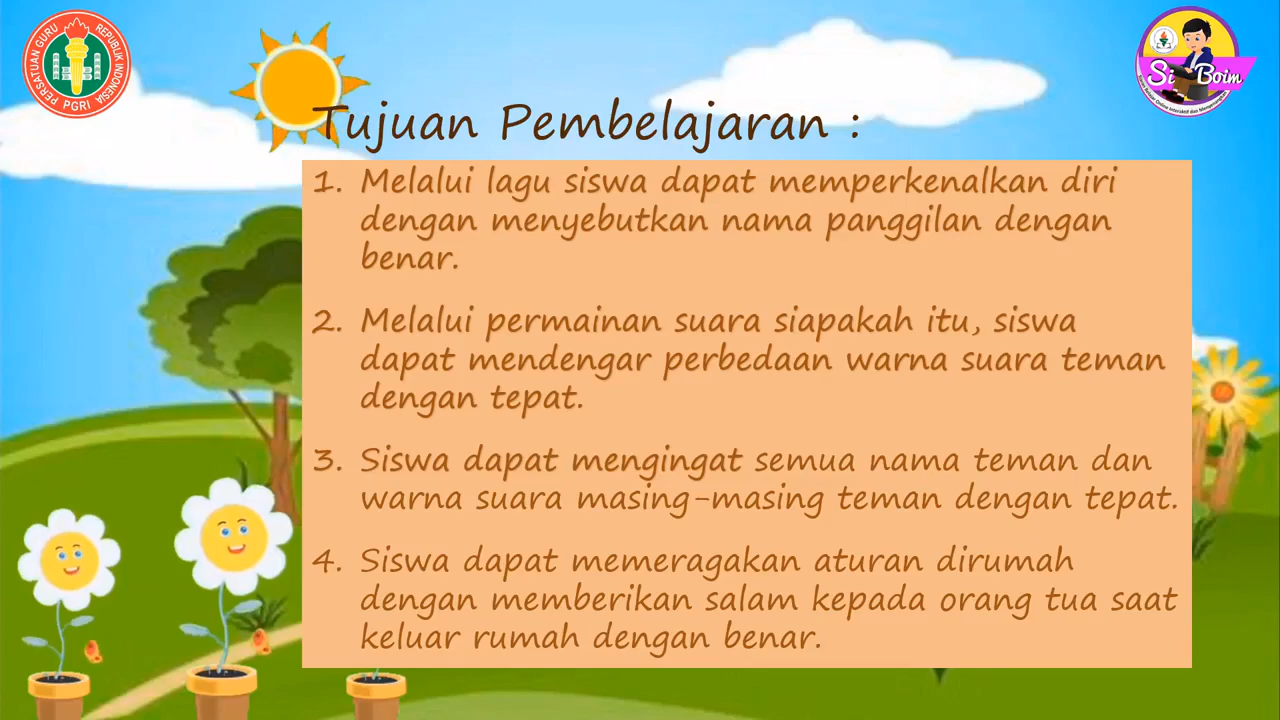 PERSATUAN GURU REPUBLIK INDONESIA
PGRI
Si Boim
Tujuan Pembelajaran :
1. Melalui lagu siswa dapat memperkenalkan diri
dengan menyebutkan nama panggilan dengan
benar.
2. Melalui permainan suara siapakah itu, siswa
dapat mendengar perbedaan warna suara teman
dengan tepat.
3. Siswa dapat mengingat semua nama teman dan
warna suara masing-masing teman dengan tepat.
4. Siswa dapat memeragakan aturan dirumah
dengan memberikan salam kepada orang tua saat
keluar rumah dengan benar.